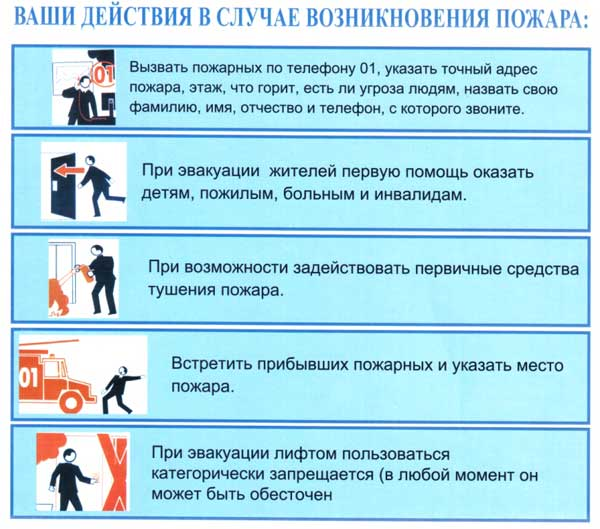 ВАШИ ДЕЙСТВИЯ В СЛУЧАЕ ВОЗНИКНОВЕНИЯ ПОЖАРА:
01
Вызвать пожарных по телефону 01, указать точный адрес
пожара, этаж, что горит, есть ли угроза людям, назвать свою
фамилию, имя, отчество и телефон, с которого звоните.
При эвакуации жителей первую помощь оказать
детям, пожилым, больным и инвалидам.
При возможности задействовать первичные средства
тушения пожара.
01
Встретить прибывших пожарных и указать место
пожара.
При эвакуации лифтом пользоваться
категорически запрещается (в любой момент он
может быть обесточен